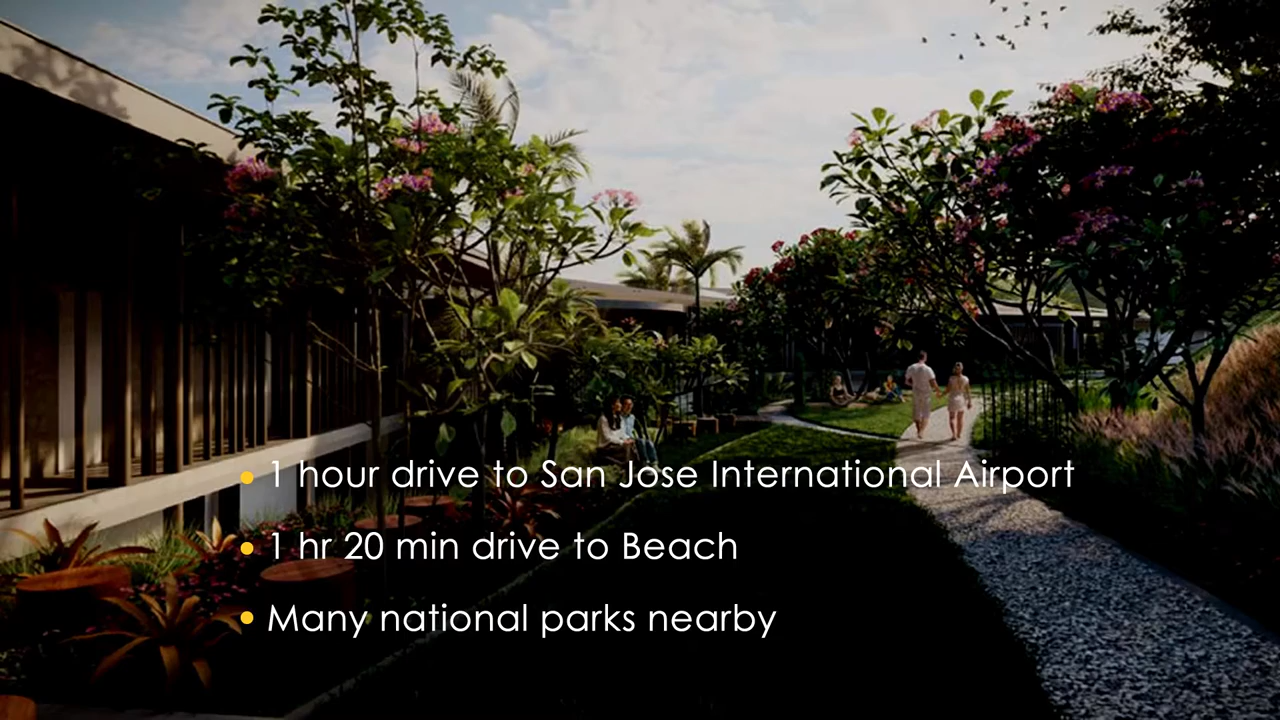 • 1 hour drive to San Jose International Airport
• 1 hr 20 min drive to Beach
• Many national parks nearby